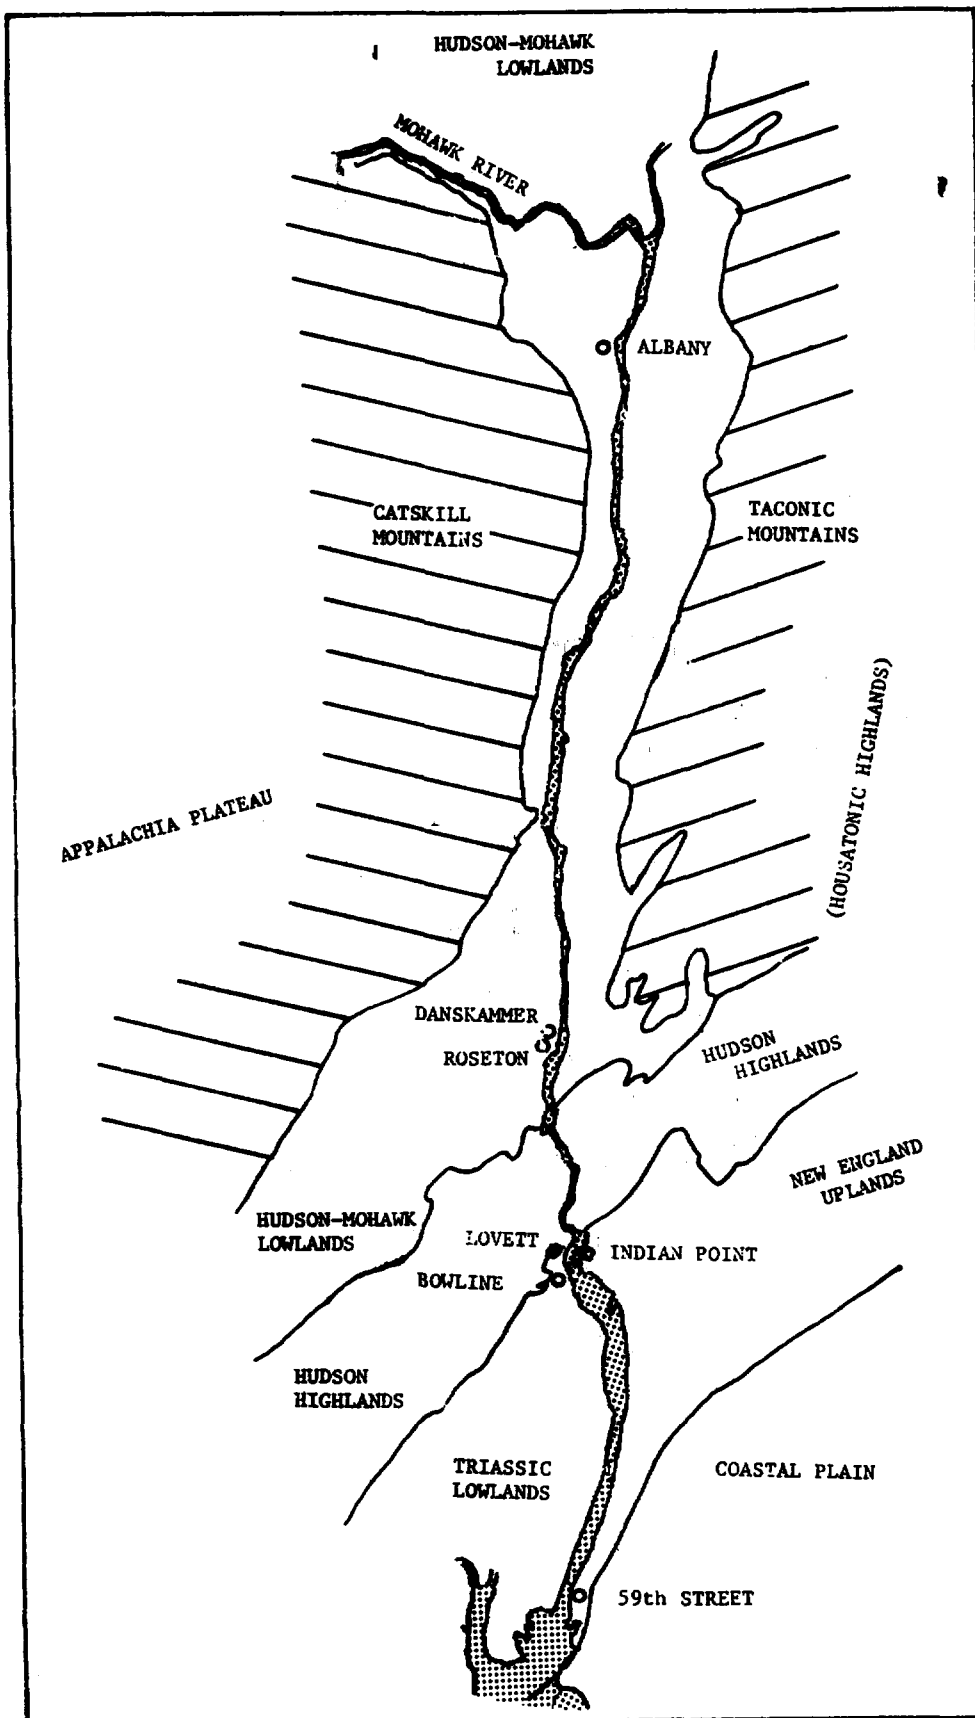 HUDSON-MOHAWK
LOWLANDS
MOHAWK RIVER
ALBANY
CATSKILL
MOUNTAINS
TACONIC
MOUNTAINS
(HOUSATONIC HIGHLANDS)
APPALACHIA PLATEAU
DANSKAMMER
ROSETON
HUDSON
HIGHLANDS
NEW ENGLAND
UPLANDS
HUDSON-MOHAWK
LOWLANDS
LOVETT
INDIAN POINT
BOWLINE
HUDSON
HIGHLANDS
TRIASSIC
LOWLANDS
COASTAL PLAIN
59th STREET